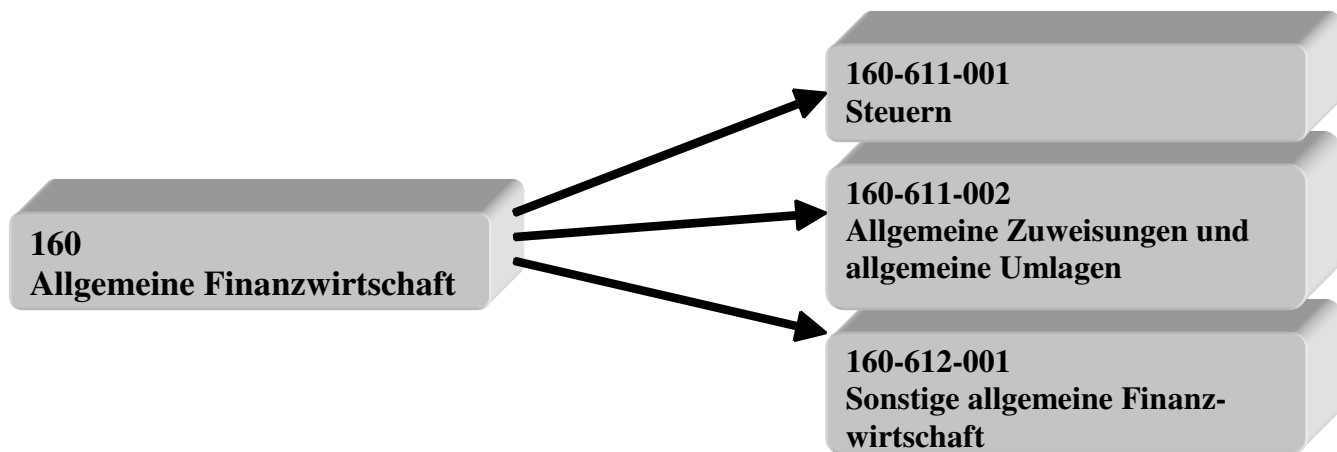 160
Allgemeine Finanzwirtschaft
160-611-001
Steuern
160-611-002
Allgemeine Zuweisungen und
allgemeine Umlagen
160-612-001
Sonstige allgemeine Finanz-
wirtschaft